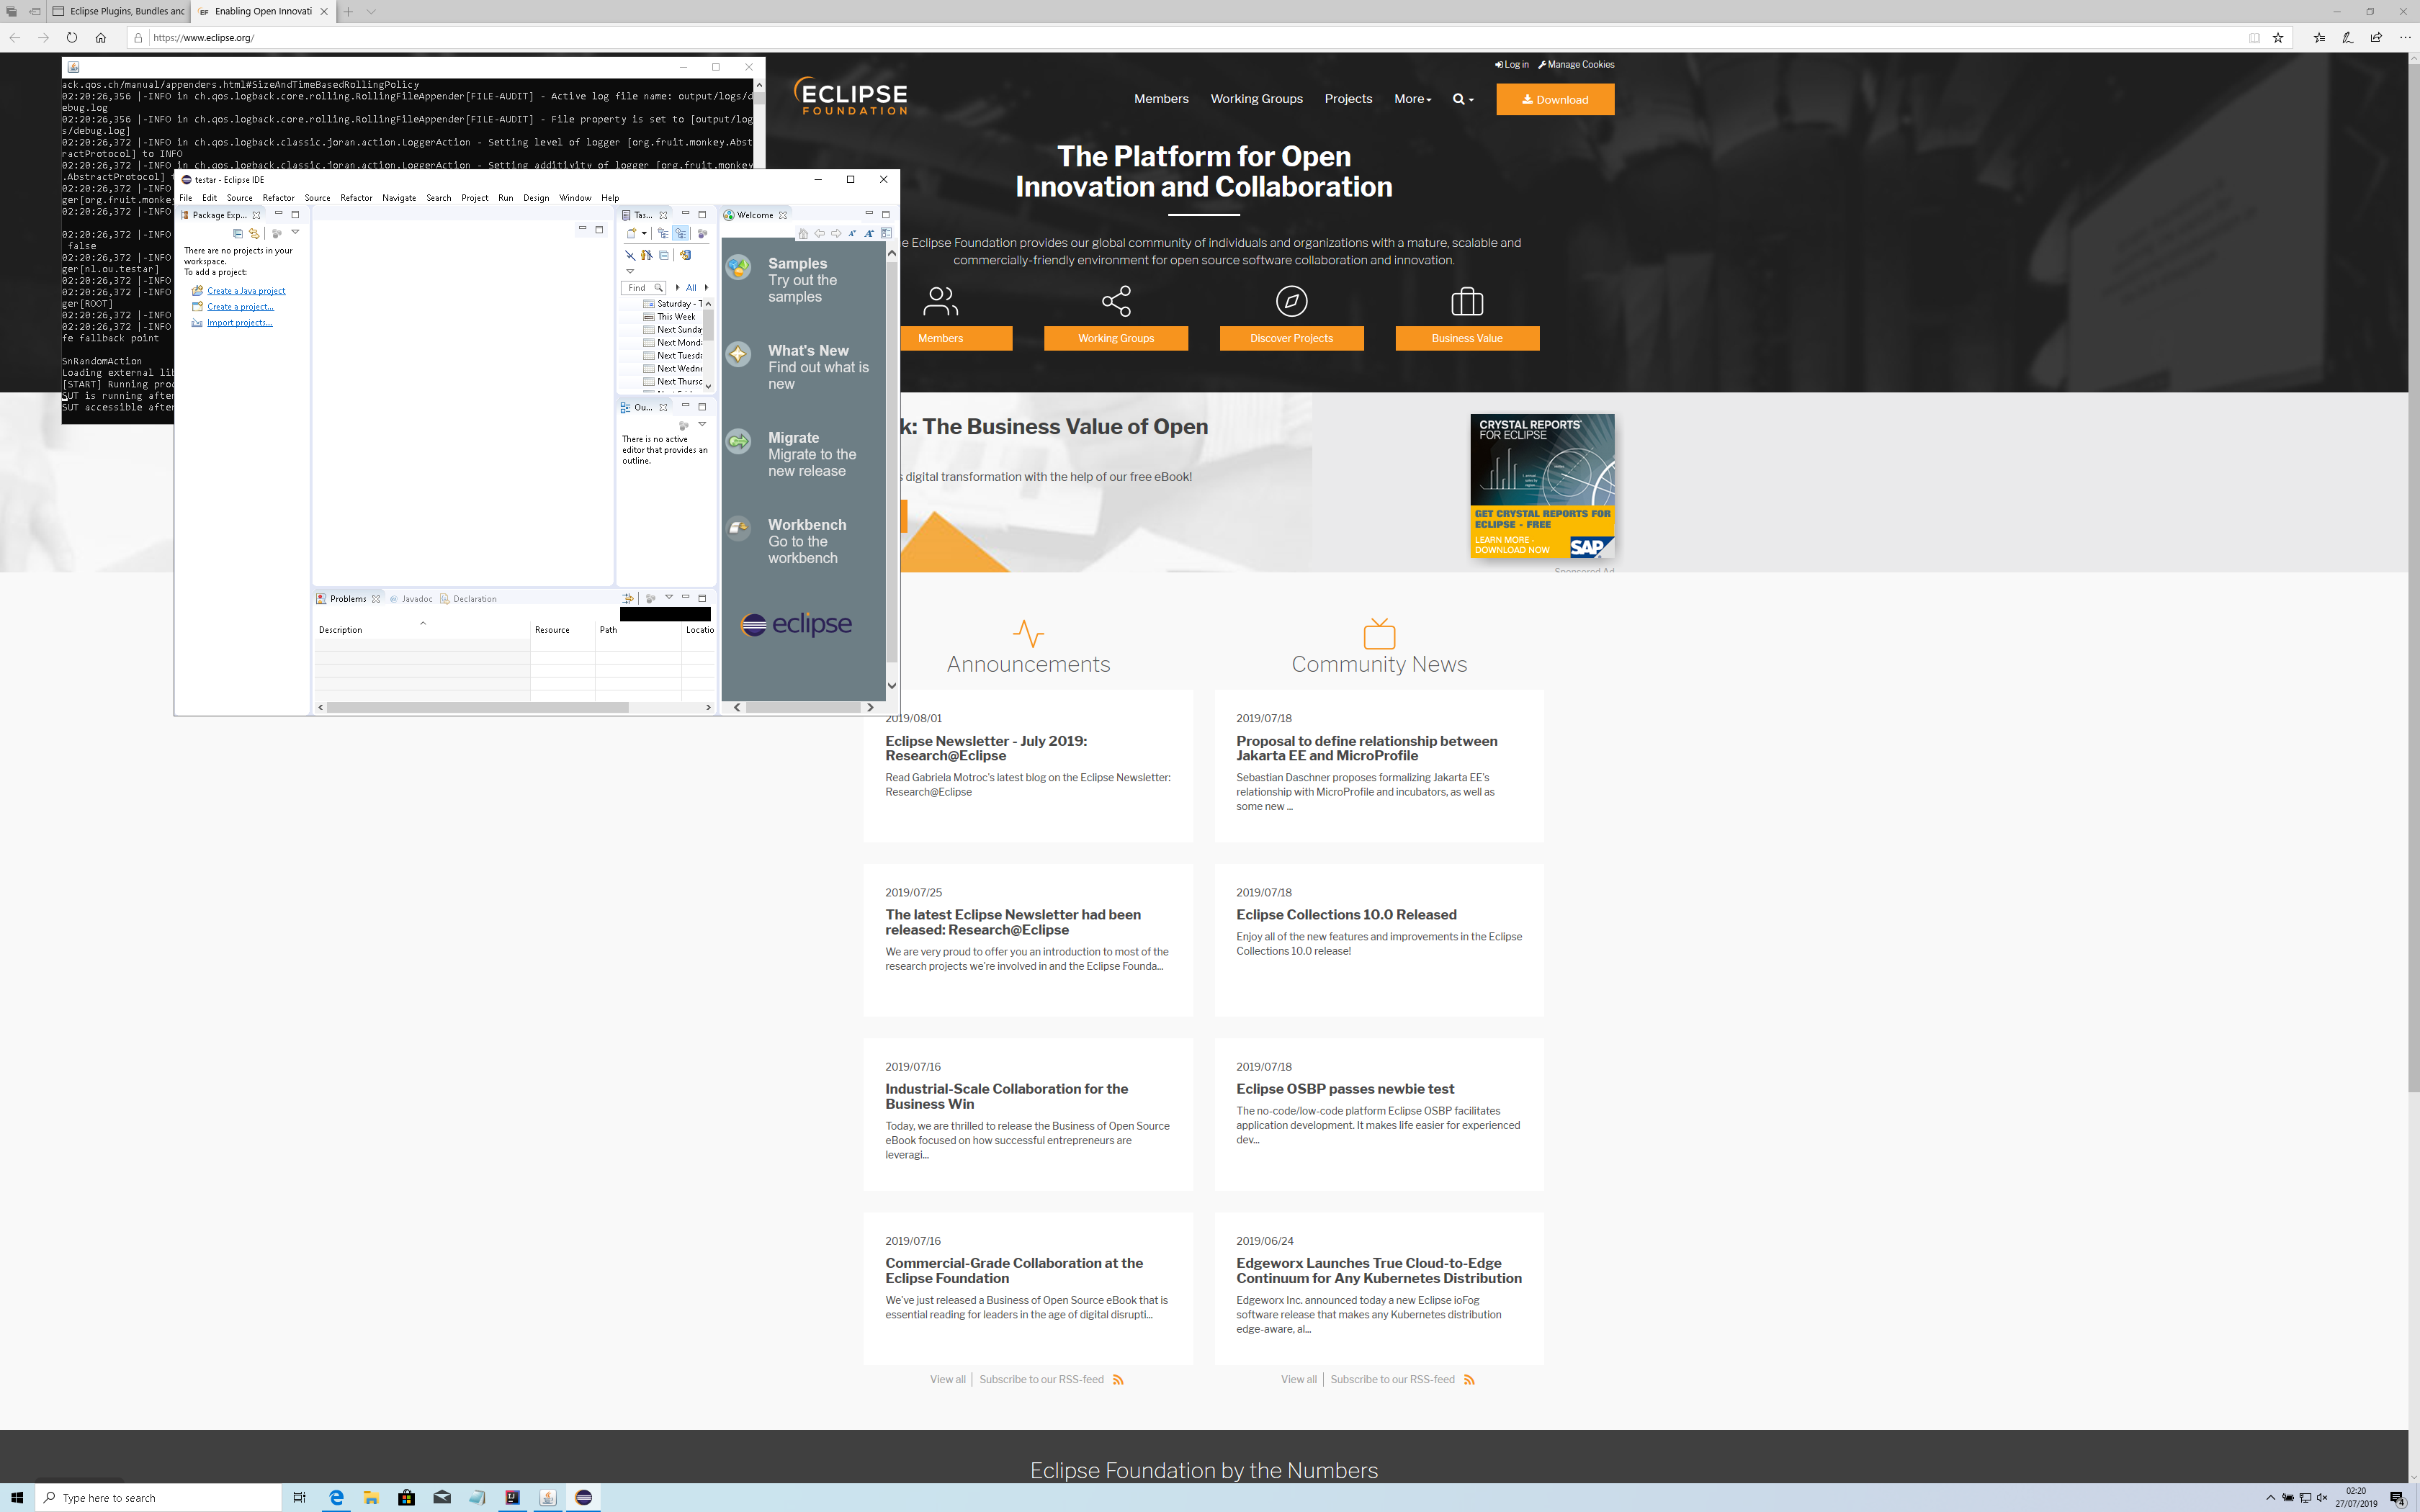 Eclipse Plugins, Bundles and
Enabling Open Innovati
https://www.eclipse.org/
ack.qos.ch/manual/appenders.html#SizeAndTimeBasedRollingPolicy
02:20:26,356 |-INFO in ch.qos.logback.core.rolling.RollingFileAppender[FILE-AUDIT] - Active log file name: output/logs/d
ebug.log
02:20:26,356 |-INFO in ch.qos.logback.core.rolling.RollingFileAppender[FILE-AUDIT] - File property is set to [output/log
s/debug.log]
02:20:26,372 |-INFO in ch.qos.logback.classic.joran.action.LoggerAction - Setting level of logger [org.fruit.monkey.Abst
ractProtocol] to INFO
02:20:26,372 |-INFO in ch.qos.logback.classic.joran.action.LoggerAction - Setting additivity of logger [org.fruit.monkey
.AbstractProtocol]
02:20:26,372 |-INFO
ger[org.fruit.monke
02:20:26,372 |-INFO
02:20:26,372 |-INFO
false
02:20:26,372 |-INFO
ger[nl.ou.testar]
02:20:26,372 |-INFO
02:20:26,372 |-INFO
ger[ROOT]
02:20:26,372 |-INFO
02:20:26,372 |-INFO
fe fallback point
SnRandomAction
Loading external lib
[START] Running proc
SUT is running after
SUT accessible after
testar - Eclipse IDE
File Edit Source Refactor Source Refactor Navigate Search Project Run Design Window Help
Package Exp...
There are no projects in your
workspace.
To add a project:
Create a Java project
Create a project...
Import projects...
Tas...
Find All
Saturday - T
This Week
Next Sunday
Next Monda
Next Tuesda
Next Wedne
Next Thursd
Ou...
There is no active
editor that provides an
outline.
Welcome
Samples
Try out the
samples
What's New
Find out what is
new
Migrate
Migrate to the
new release
Workbench
Go to the
workbench
eclipse
Problems Javadoc Declaration
Description Resource Path Locatio
Log in Manage Cookies
ECLIPSE
FOUNDATION
Members Working Groups Projects More Download
The Platform for Open
Innovation and Collaboration
e Eclipse Foundation provides our global community of individuals and organizations with a mature, scalable and
commercially-friendly environment for open source software collaboration and innovation.
Members Working Groups Discover Projects Business Value
k: The Business Value of Open
s digital transformation with the help of our free eBook!
CRYSTAL REPORTS
FOR ECLIPSE
GET CRYSTAL REPORTS FOR
ECLIPSE - FREE
LEARN MORE -
DOWNLOAD NOW
SAP
Sponsored Ad
Announcements
2019/08/01
Eclipse Newsletter - July 2019:
Research@Eclipse
Read Gabriela Motroc's latest blog on the Eclipse Newsletter:
Research@Eclipse
2019/07/25
The latest Eclipse Newsletter had been
released: Research@Eclipse
We are very proud to offer you an introduction to most of the
research projects we're involved in and the Eclipse Founda...
2019/07/16
Industrial-Scale Collaboration for the
Business Win
Today, we are thrilled to release the Business of Open Source
eBook focused on how successful entrepreneurs are
leveragi...
2019/07/16
Commercial-Grade Collaboration at the
Eclipse Foundation
We've just released a Business of Open Source eBook that is
essential reading for leaders in the age of digital disrupti...
View all Subscribe to our RSS-feed
Community News
2019/07/18
Proposal to define relationship between
Jakarta EE and MicroProfile
Sebastian Daschner proposes formalizing Jakarta EE's
relationship with MicroProfile and incubators, as well as
some new ...
2019/07/18
Eclipse Collections 10.0 Released
Enjoy all of the new features and improvements in the Eclipse
Collections 10.0 release!
2019/07/18
Eclipse OSBP passes newbie test
The no-code/low-code platform Eclipse OSBP facilitates
application development. It makes life easier for experienced
dev...
2019/06/24
Edgeworx Launches True Cloud-to-Edge
Continuum for Any Kubernetes Distribution
Edgeworx Inc. announced today a new Eclipse ioFog
software release that makes any Kubernetes distribution
edge-aware, al...
View all Subscribe to our RSS-feed
Eclipse Foundation by the Numbers
Type here to search
02:20
27/07/2019
4